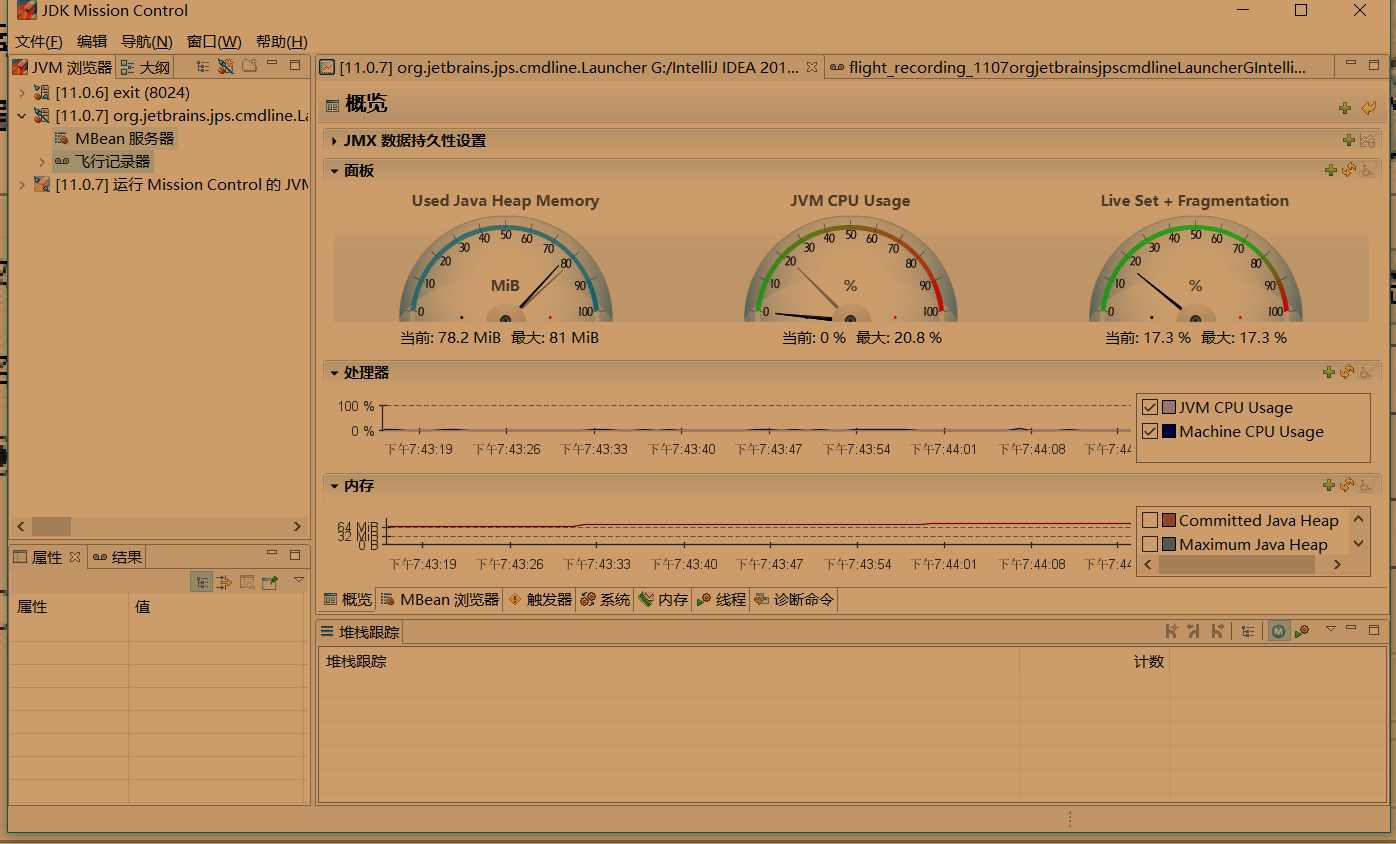 JDK Mission Control
文件(F) 编辑 导航(N) 窗口(W) 帮助(H)
JVM 浏览器 大纲
[11.0.6] exit (8024)
[11.0.7] org.jetbrains.jps.cmdline.La
MBean 服务器
飞行记录器
[11.0.7] 运行 Mission Control 的 JVM
属性 结果
属性 值
[11.0.7] org.jetbrains.jps.cmdline.Launcher G:/IntelliJ IDEA 201... flight_recording_1107orgjetbrainsjpscmdlineLauncherGIntelli...
概览
JMX 数据持久性设置
面板
Used Java Heap Memory JVM CPU Usage Live Set + Fragmentation
0 10 20 30 40 50 60 70 80 90 100 MiB
0 10 20 30 40 50 60 70 80 90 100 %
0 10 20 30 40 50 60 70 80 90 100 %
当前: 78.2 MiB 最大: 81 MiB 当前: 0 % 最大: 20.8 % 当前: 17.3 % 最大: 17.3 %
处理器
100 %
0 %
下午7:43:19 下午7:43:26 下午7:43:33 下午7:43:40 下午7:43:47 下午7:43:54 下午7:44:01 下午7:44:08 下午7:44
JVM CPU Usage
Machine CPU Usage
内存
64 MiB
32 MiB
0 B
下午7:43:19 下午7:43:26 下午7:43:33 下午7:43:40 下午7:43:47 下午7:43:54 下午7:44:01 下午7:44:08 下午7:44
Committed Java Heap
Maximum Java Heap
概览 MBean 浏览器 触发器 系统 内存 线程 诊断命令
堆栈跟踪
堆栈跟踪 计数